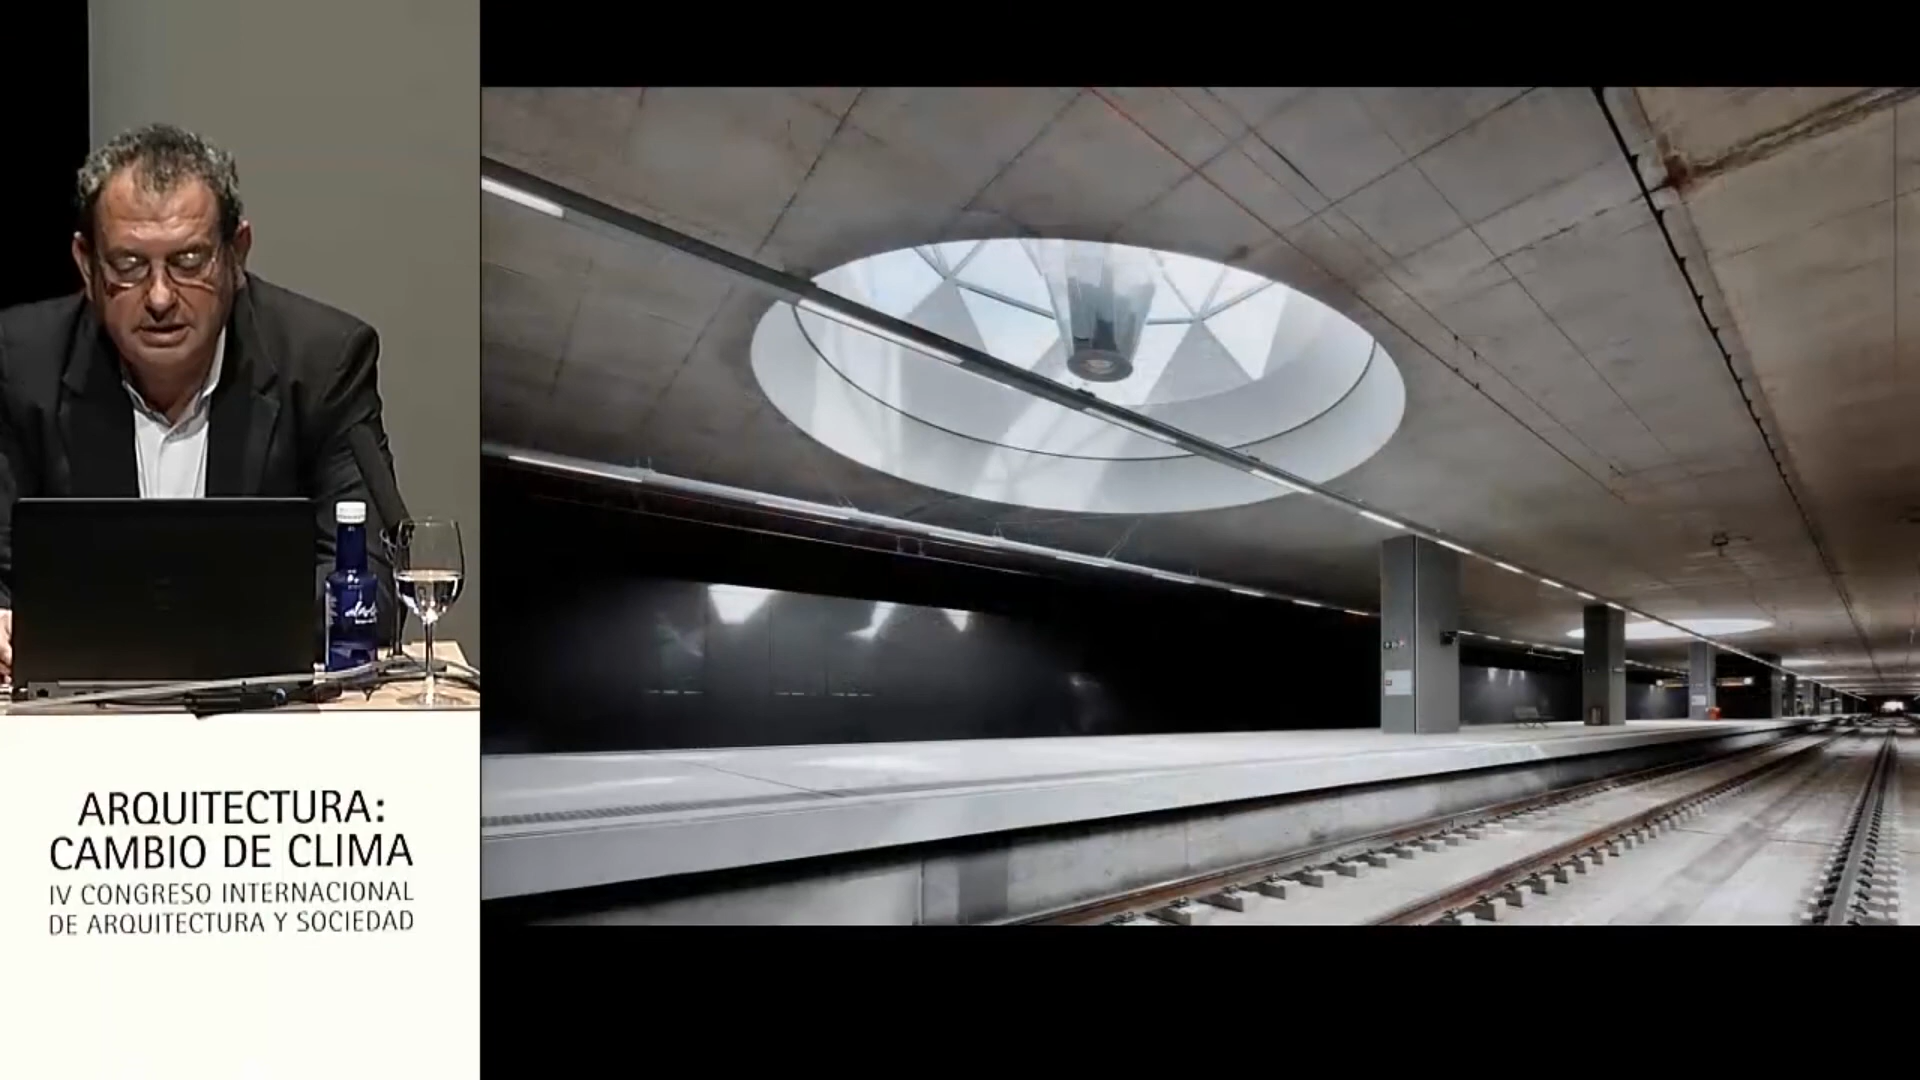 ARQUITECTURA:
CAMBIO DE CLIMA
IV CONGRESO INTERNACIONAL
DE ARQUITECTURA Y SOCIEDAD